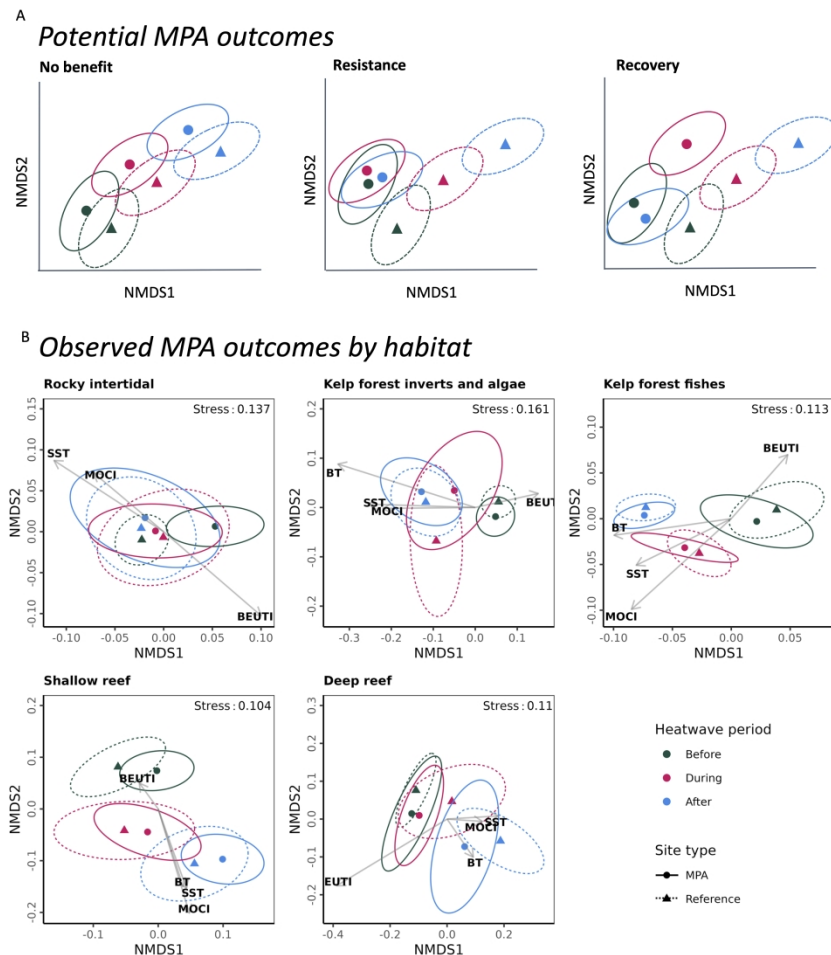 A
Potential MPA outcomes
No benefit
Resistance
Recovery
NMDS2
NMDS1
NMDS2
NMDS1
NMDS2
NMDS1
B
Observed MPA outcomes by habitat
Rocky intertidal
Stress: 0.137
SST
MOCI
BEUTI
NMDS2
0.15
0.10
0.05
0.00
-0.05
-0.10
-0.10
-0.05
0.00
0.05
0.10
NMDS1
Kelp forest inverts and algae
Stress: 0.161
BT
SST
MOCI
BEUT
NMDS2
0.2
0.1
0.0
-0.1
-0.2
-0.3
-0.2
-0.1
0.0
0.1
NMDS1
Kelp forest fishes
Stress: 0.113
BEUTI
BT
SST
MOCI
NMDS2
0.10
0.05
0.00
-0.05
-0.10
-0.10
-0.05
0.00
0.05
NMDS1
Shallow reef
Stress: 0.104
BEUTI
BT
SST
MOCI
NMDS2
0.2
0.1
0.0
-0.1
-0.2
-0.1
0.0
0.1
NMDS1
Deep reef
Stress: 0.11
SST
MOCI
BT
EUTI
NMDS2
0.3
0.2
0.1
0.0
-0.1
-0.2
-0.4
-0.2
0.0
0.2
NMDS1
Heatwave period
Before
During
After
Site type
MPA
Reference